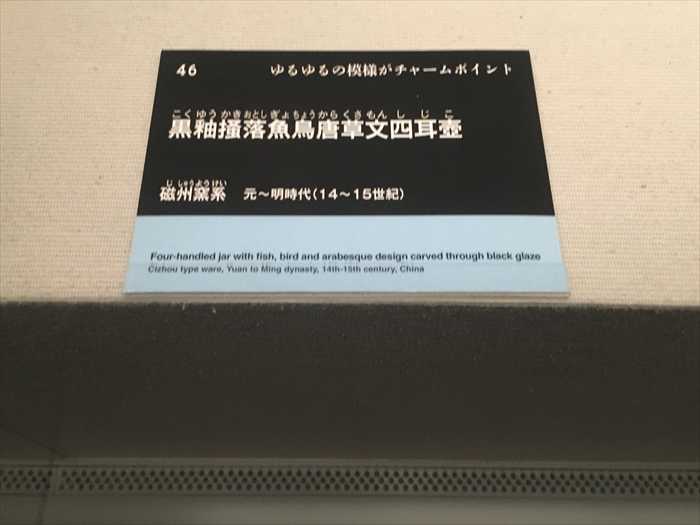 46 ゆるゆるの模様がチャームポイント
こくゆうかきおとしぎょちょうからくさもんしじこ
黒釉掻落魚鳥唐草文四耳壺
じしゅうようけい
磁州窯系 元~明時代(14~15世紀)
Four-handled jar with fish, bird and arabesque design carved through black glaze
Cizhou type ware, Yuan to Ming dynasty, 14th-15th century, China